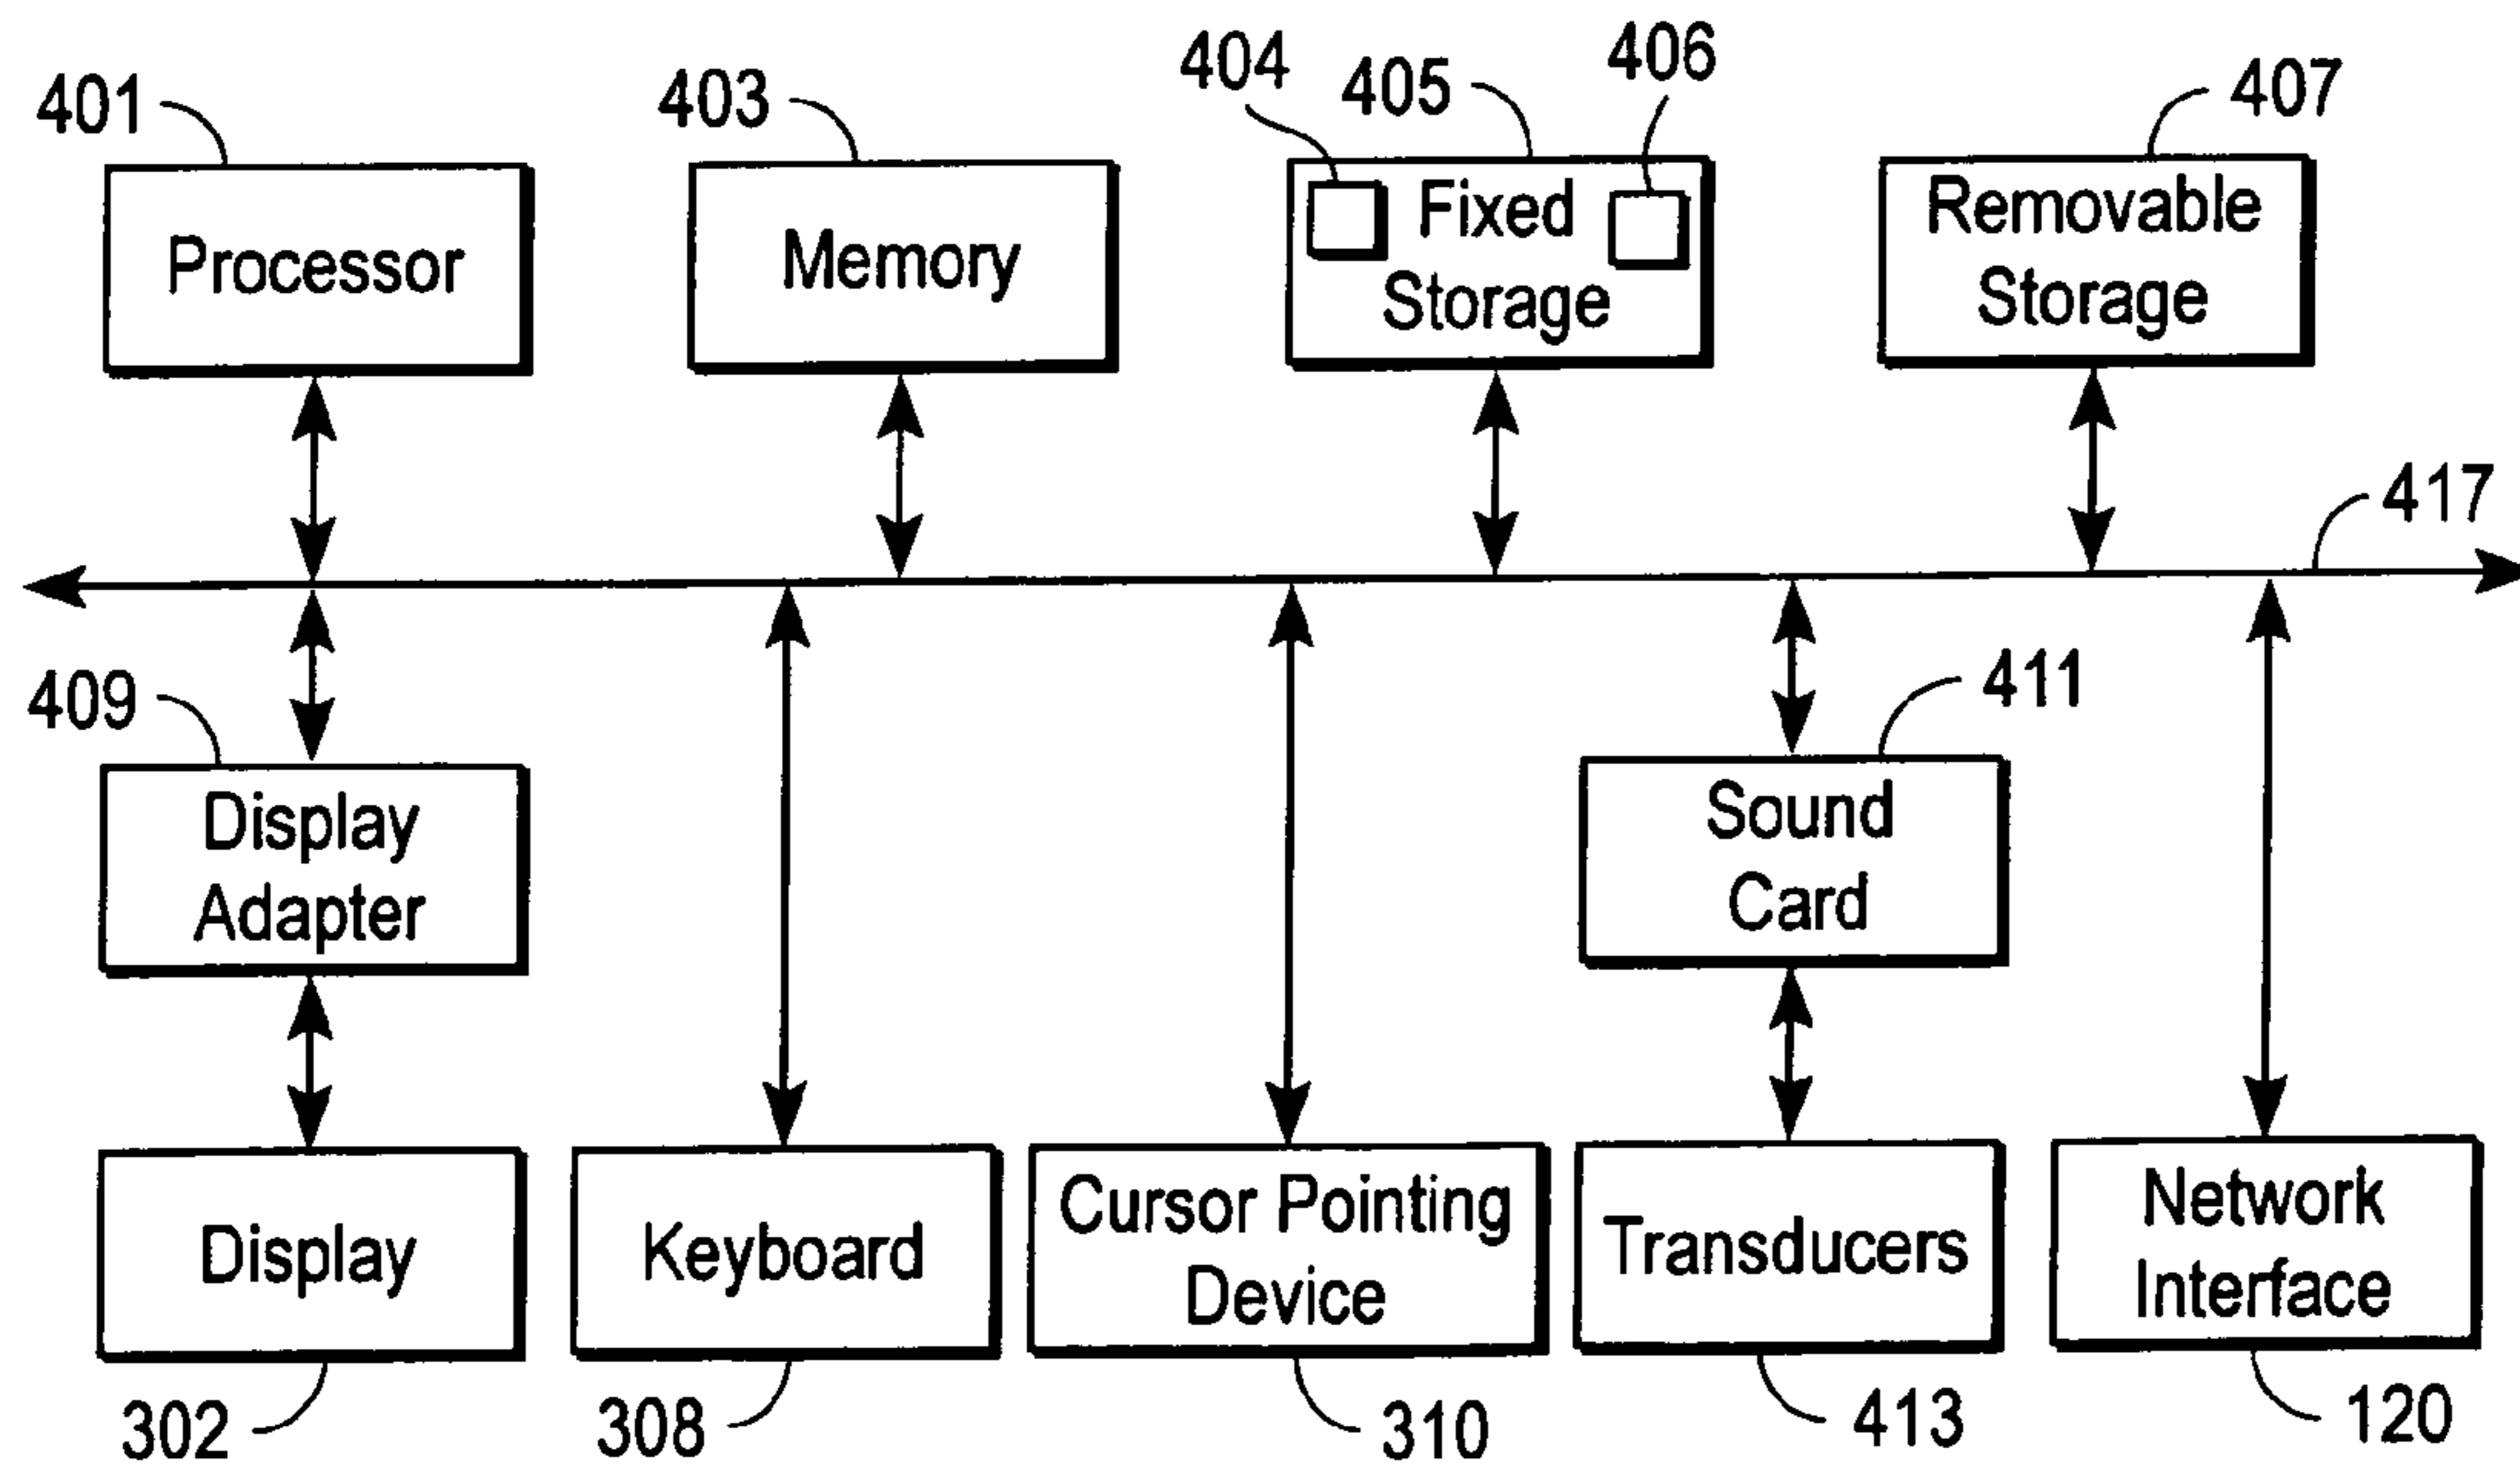 401
403
404
405
406
407
Processor
Memory
Fixed
Storage
Removable
Storage
417
409
411
Display
Adapter
Sound
Card
Display
Keyboard
Cursor Pointing
Device
Transducers
Network
Interface
302
308
310
413
120